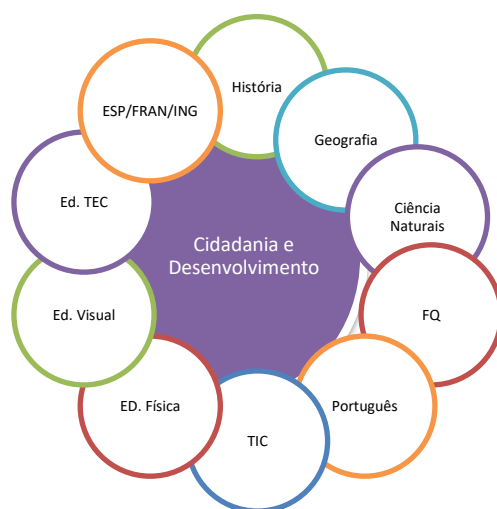 História
Geografia
Ciência
Naturais
FQ
Português
TIC
ED. Física
Ed. Visual
Ed. TEC
ESP/FRAN/ING
Cidadania e
Desenvolvimento